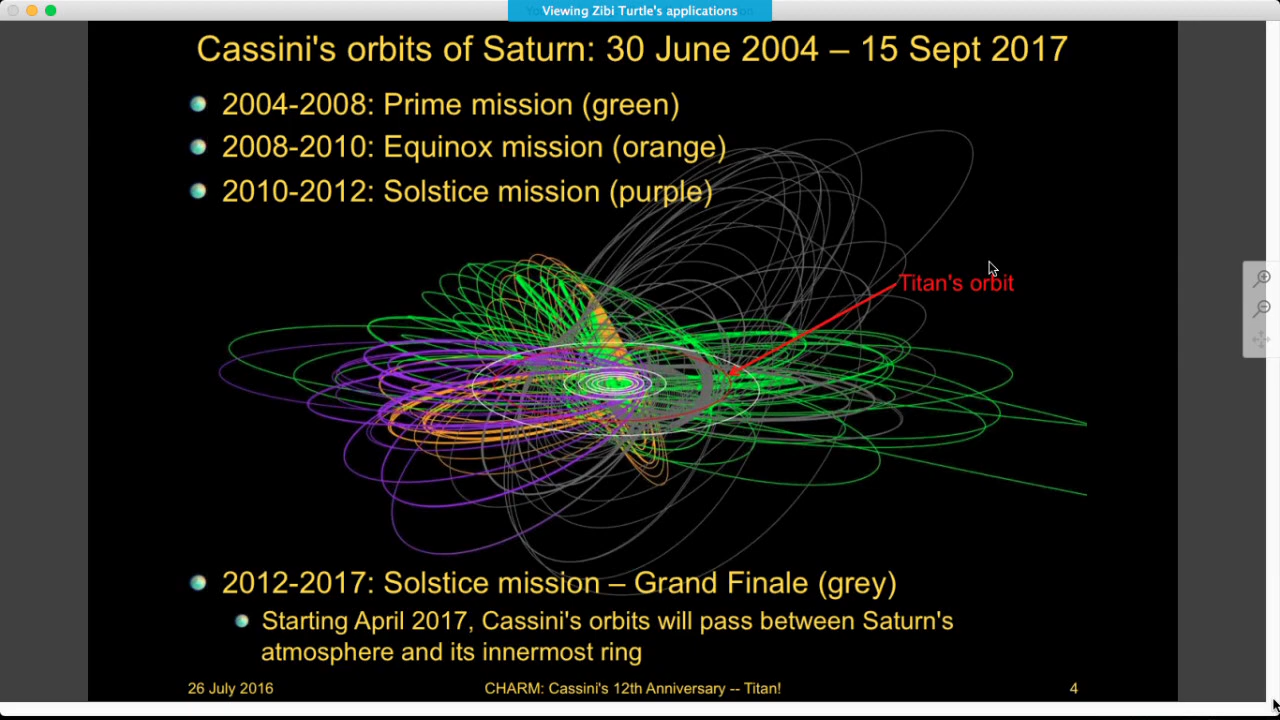 Viewing Zibi Turtle's applications
Cassini's orbits of Saturn: 30 June 2004 – 15 Sept 2017
2004-2008: Prime mission (green)
2008-2010: Equinox mission (orange)
2010-2012: Solstice mission (purple)
Titan's orbit
2012-2017: Solstice mission – Grand Finale (grey)
Starting April 2017, Cassini's orbits will pass between Saturn's
atmosphere and its innermost ring
26 July 2016
CHARM: Cassini's 12th Anniversary -- Titan!
4